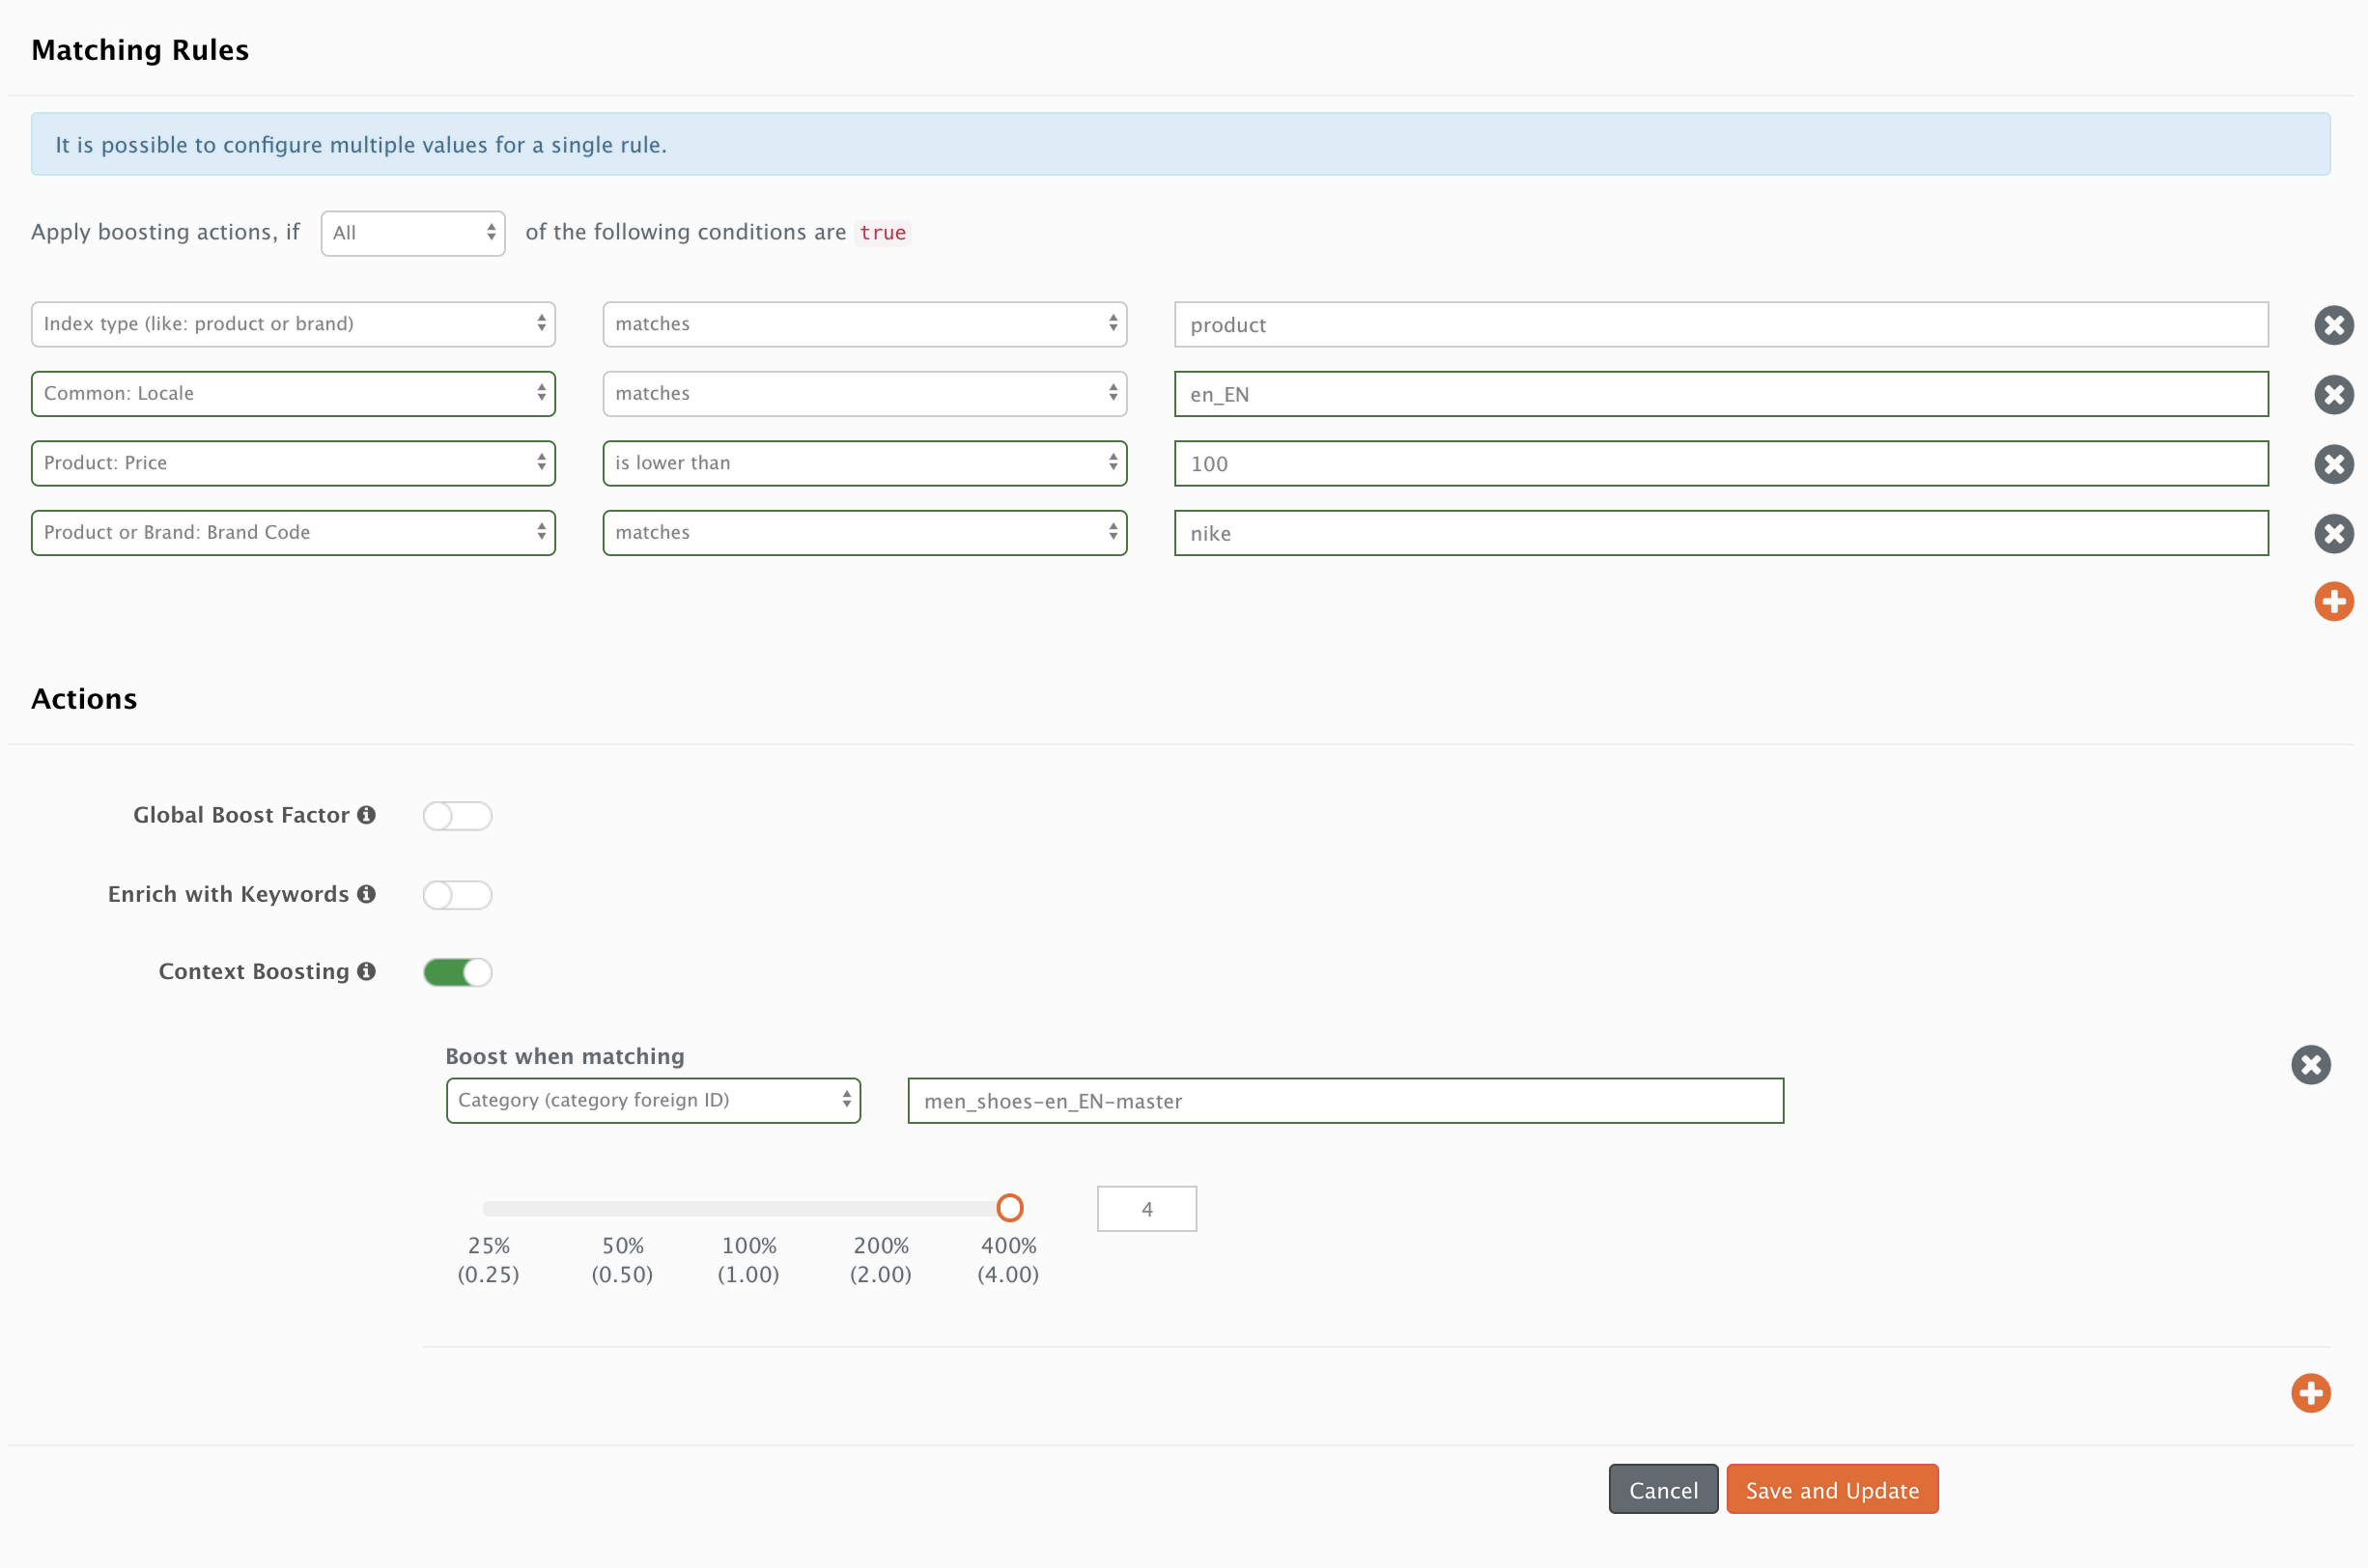 Matching Rules
It is possible to configure multiple values for a single rule.
Apply boosting actions, if All of the following conditions are true
Index type (like: product or brand) matches product
Common: Locale matches en_EN
Product: Price is lower than 100
Product or Brand: Brand Code matches nike
Actions
Global Boost Factor
Enrich with Keywords
Context Boosting
Boost when matching
Category (category foreign ID) men_shoes-en_EN-master
4
25% 50% 100% 200% 400%
(0.25) (0.50) (1.00) (2.00) (4.00)
Cancel Save and Update